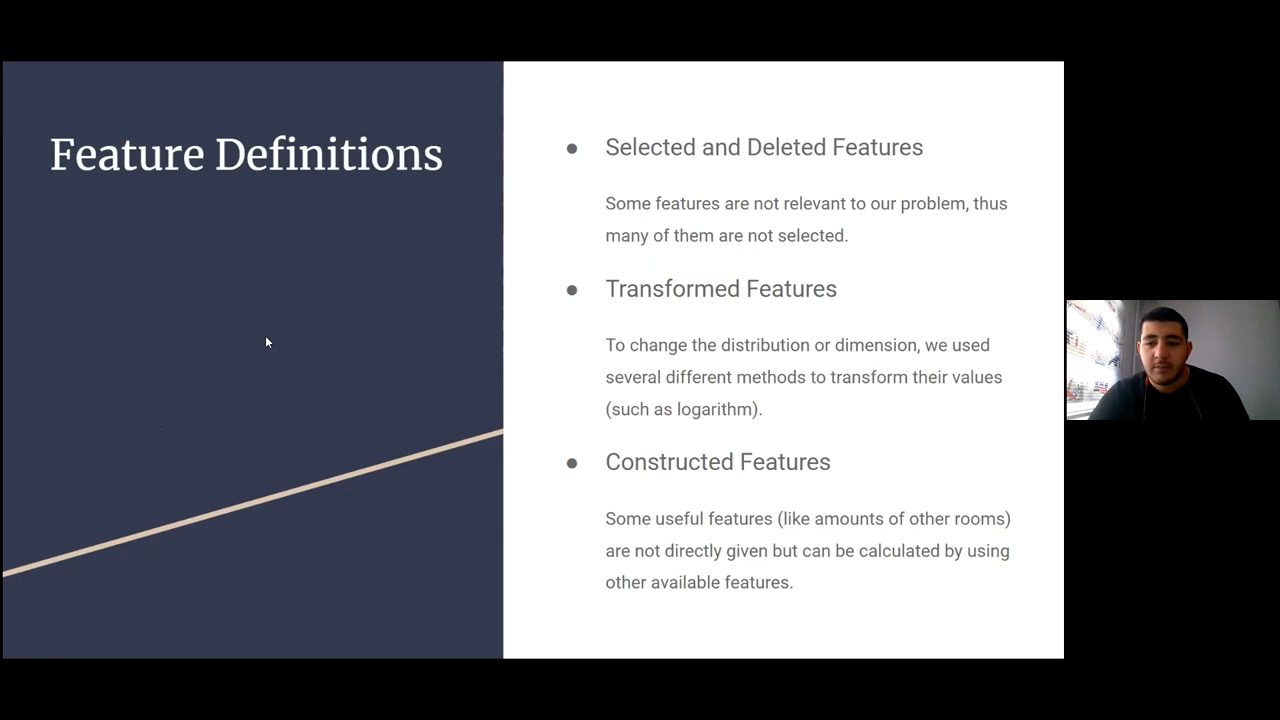 Feature Definitions
● Selected and Deleted Features
Some features are not relevant to our problem, thus
many of them are not selected.
● Transformed Features
To change the distribution or dimension, we used
several different methods to transform their values
(such as logarithm).
● Constructed Features
Some useful features (like amounts of other rooms)
are not directly given but can be calculated by using
other available features.